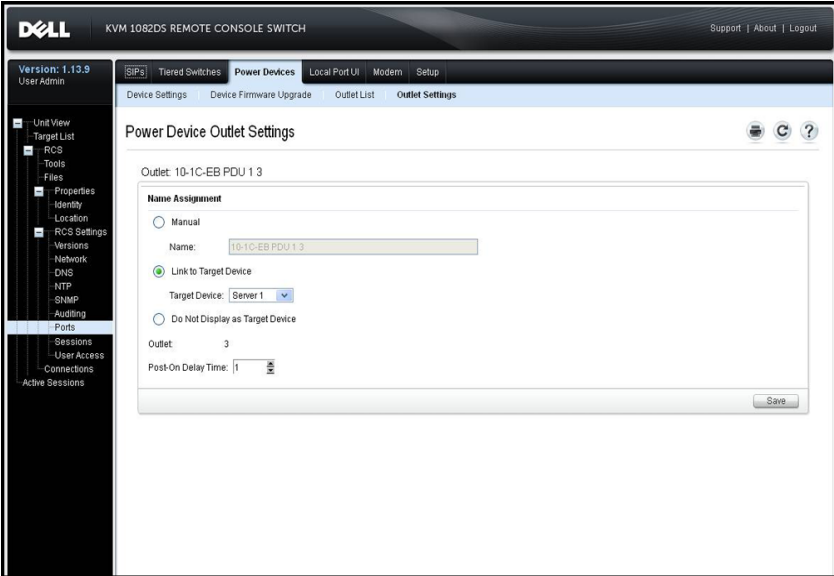 DELL
KVM 1082DS REMOTE CONSOLE SWITCH
Support | About | Logout
Version: 1.13.9
User Admin
SIPs
Tiered Switches
Power Devices
Local Port UI
Modem
Setup
Device Settings
Device Firmware Upgrade
Outlet List
Outlet Settings
Unit View
Target List
RCS
Tools
Files
Properties
Identity
Location
RCS Settings
Versions
Network
DNS
NTP
SNMP
Auditing
Ports
Sessions
User Access
Connections
Active Sessions
Power Device Outlet Settings
?
Outlet: 10-1C-EB PDU 1 3
Name Assignment
Manual
Name: 10-1C-EB PDU 1 3
Link to Target Device
Target Device: Server 1
Do Not Display as Target Device
Outlet: 3
Post-On Delay Time: 1
Save